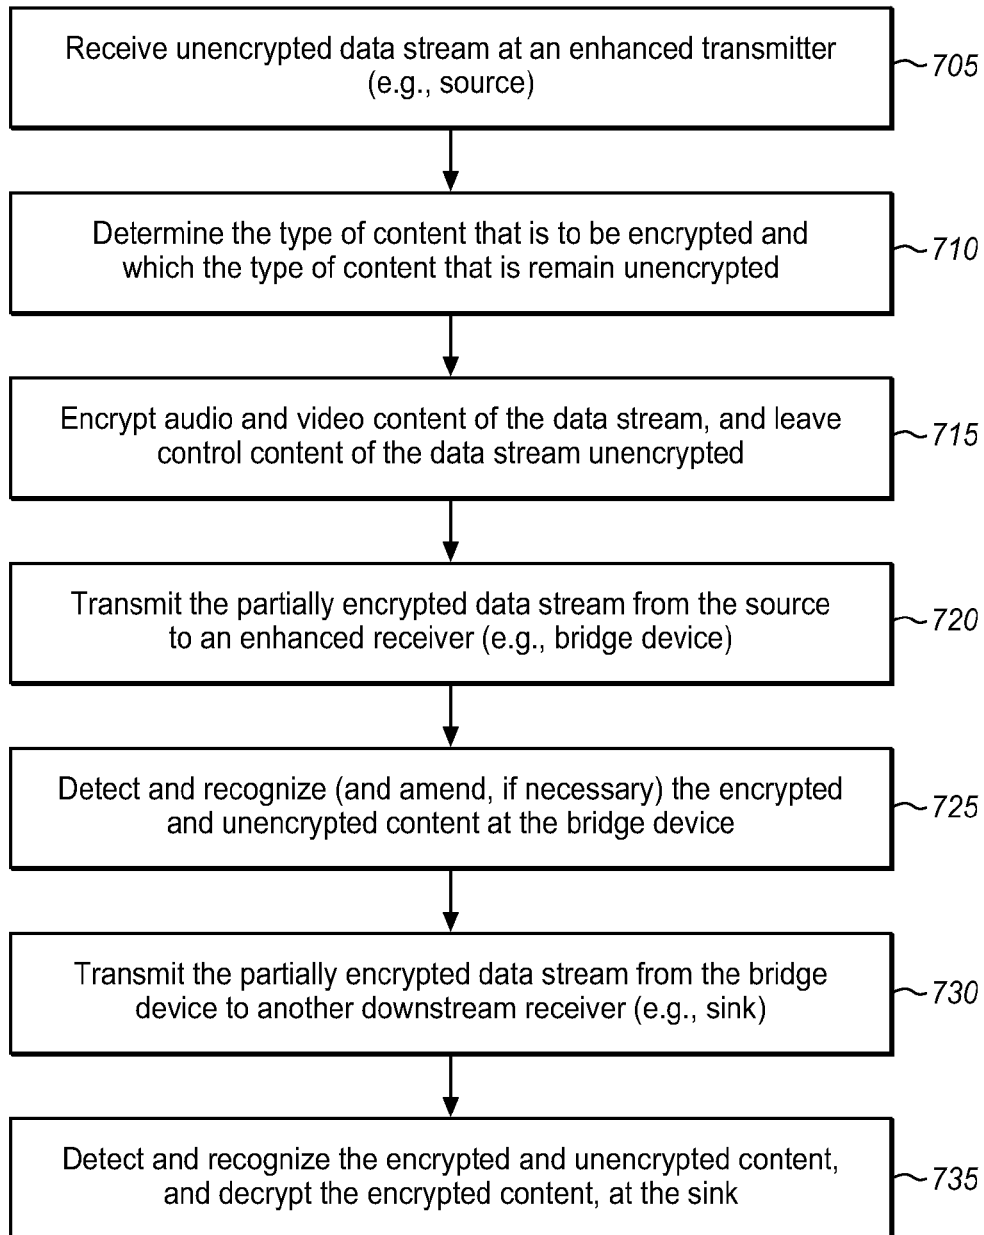 Receive unencrypted data stream at an enhanced transmitter
(e.g., source)
705
Determine the type of content that is to be encrypted and
which the type of content that is remain unencrypted
710
Encrypt audio and video content of the data stream, and leave
control content of the data stream unencrypted
715
Transmit the partially encrypted data stream from the source
to an enhanced receiver (e.g., bridge device)
720
Detect and recognize (and amend, if necessary) the encrypted
and unencrypted content at the bridge device
725
Transmit the partially encrypted data stream from the bridge
device to another downstream receiver (e.g., sink)
730
Detect and recognize the encrypted and unencrypted content,
and decrypt the encrypted content, at the sink
735